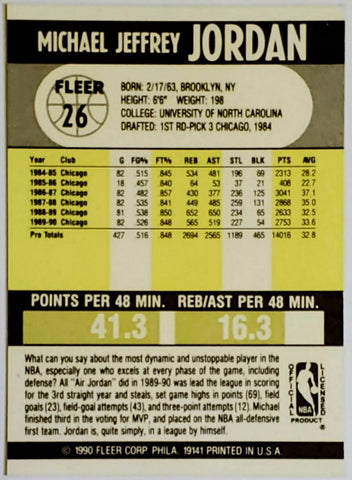 MICHAEL JEFFREY JORDAN
FLEER
26
BORN: 2/17/63, BROOKLYN, NY
HEIGHT: 6'6" WEIGHT: 198
COLLEGE: UNIVERSITY OF NORTH CAROLINA
DRAFTED: 1ST RD-PICK 3 CHICAGO, 1984
Year Club G FG% FT% REB AST STL BLK PTS AVG
1984-85 Chicago 82 .515 .845 534 481 196 69 2313 28.2
1985-86 Chicago 18 .457 .840 64 53 37 21 408 22.7
1986-87 Chicago 82 .482 .857 430 377 236 125 3041 37.1
1987-88 Chicago 82 .535 .841 449 485 259 131 2868 35.0
1988-89 Chicago 81 .538 .850 652 650 234 65 2633 32.5
1989-90 Chicago 82 .526 .848 565 519 227 54 2753 33.6
Pro Totals 427 .516 .848 2694 2565 1189 465 14016 32.8
POINTS PER 48 MIN. REB/AST PER 48 MIN.
41.3 16.3
What can you say about the most dynamic and unstoppable player in the
NBA, especially one who excels at every phase of the game, including
defense? All "Air Jordan" did in 1989-90 was lead the league in scoring
for the 3rd straight year and steals, set game highs in points (69), field
goals (23), field-goal attempts (43), and three-point attempts (12). Michael
finished third in the voting for MVP, and placed on the NBA all-defensive
first team. Jordan is, quite simply, in a league by himself.
OFFICIAL
LICENSED
NBA
PRODUCT ®
© 1990 FLEER CORP. PHILA. 19141 PRINTED IN U.S.A.